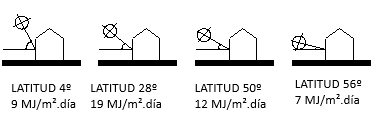 LATITUD 4º
9 MJ/m².día
LATITUD 28º
19 MJ/m².día
LATITUD 50º
12 MJ/m².día
LATITUD 56º
7 MJ/m².día